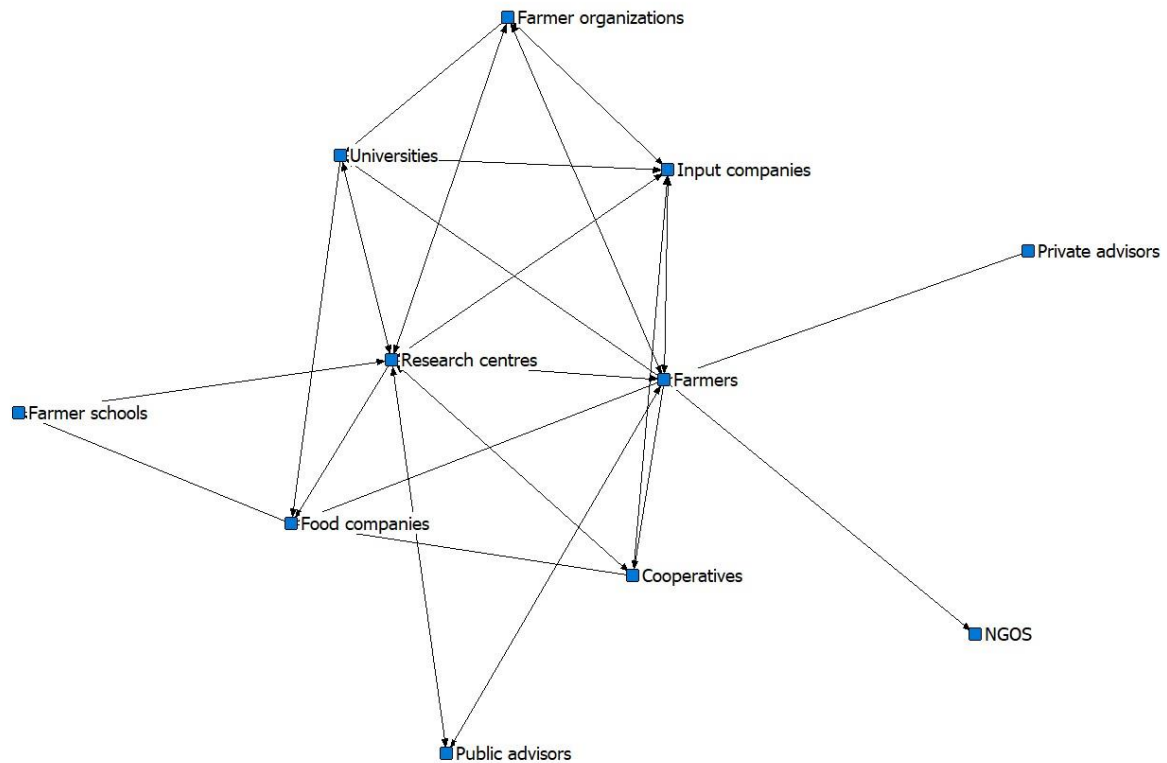 Farmer organizations
Universities
Input companies
Private advisors
Research centres
Farmers
Farmer schools
Food companies
Cooperatives
NGOS
Public advisors